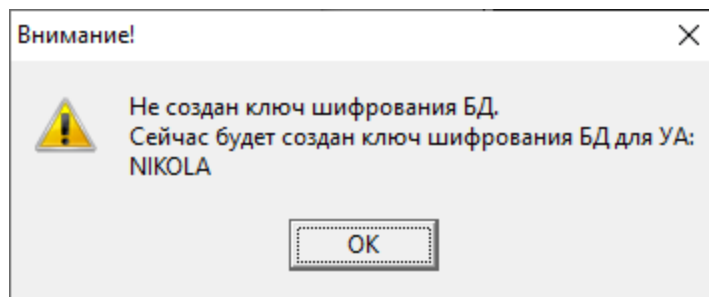 Внимание!
Не создан ключ шифрования БД.
Сейчас будет создан ключ шифрования БД для УА:
NIKOLA
OK